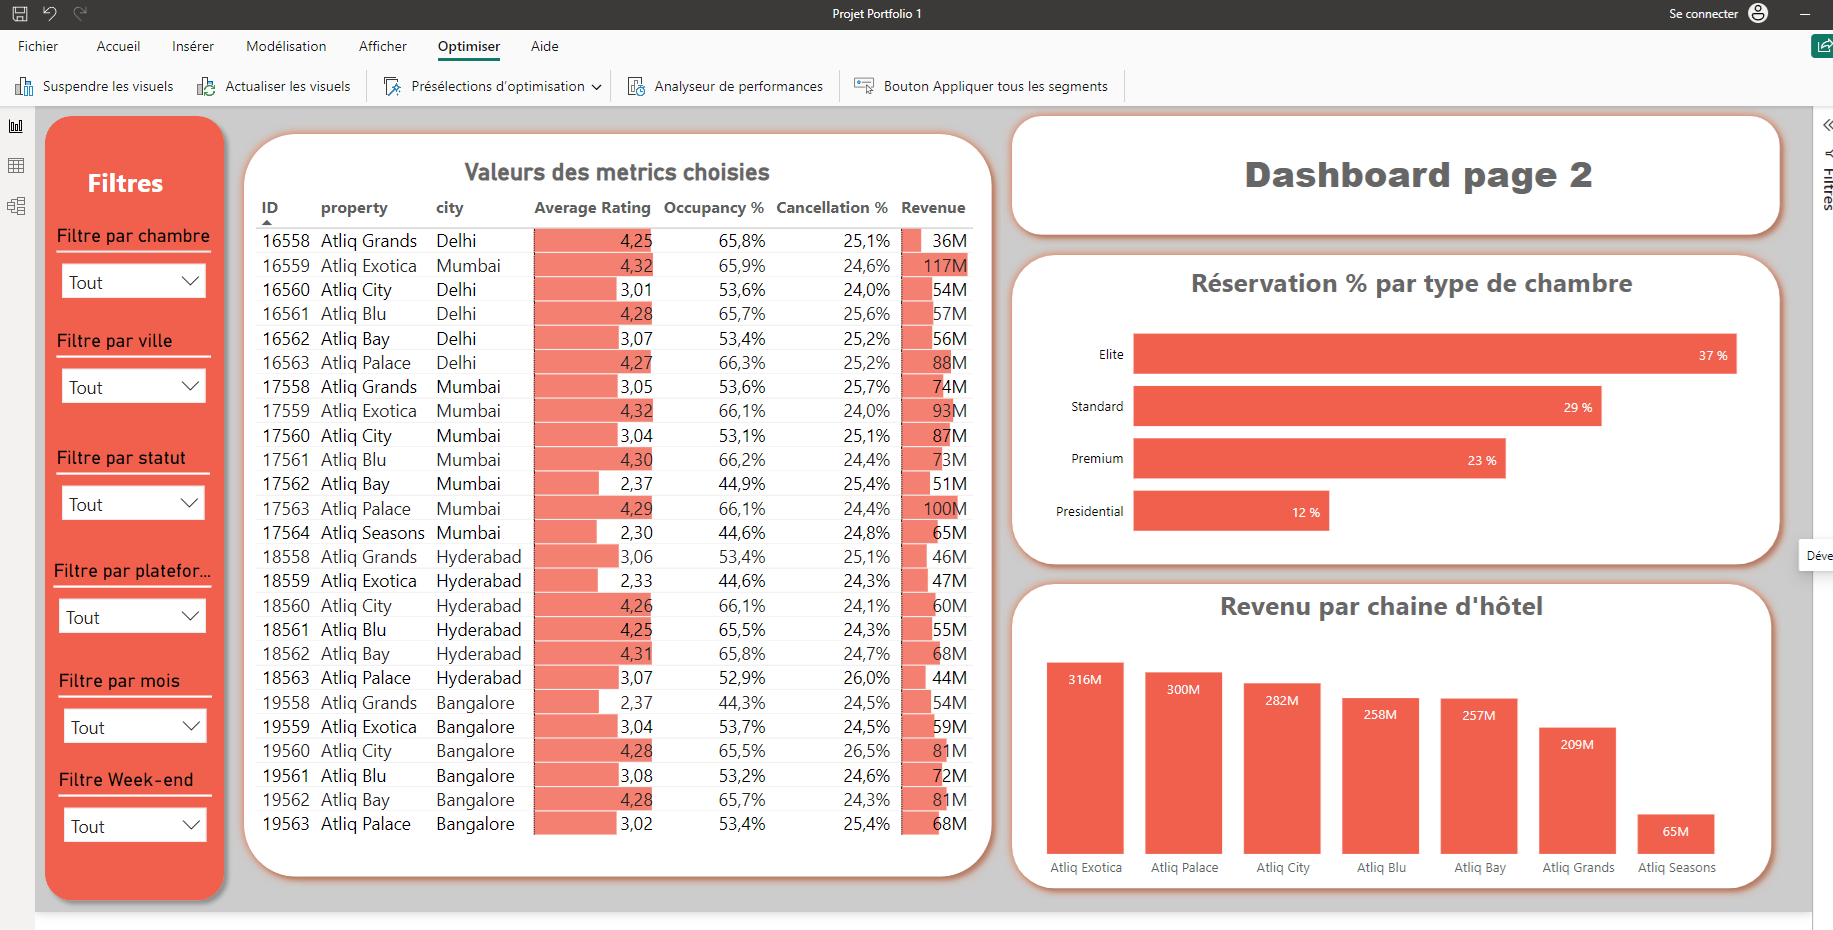 Projet Portfolio 1
Se connecter
Fichier Accueil Insérer Modélisation Afficher Optimiser Aide
Suspendre les visuels Actualiser les visuels Présélections d'optimisation Analyseur de performances Bouton Appliquer tous les segments
Filtres
Filtre par chambre
Tout
Filtre par ville
Tout
Filtre par statut
Tout
Filtre par platefor...
Tout
Filtre par mois
Tout
Filtre Week-end
Tout
Valeurs des metrics choisies
ID property city Average Rating Occupancy % Cancellation % Revenue
16558 Atliq Grands Delhi 4,25 65,8% 25,1% 36M
16559 Atliq Exotica Mumbai 4,32 65,9% 24,6% 117M
16560 Atliq City Delhi 3,01 53,6% 24,0% 54M
16561 Atliq Blu Delhi 4,28 65,7% 25,6% 57M
16562 Atliq Bay Delhi 3,07 53,4% 25,2% 56M
16563 Atliq Palace Delhi 4,27 66,3% 25,2% 88M
17558 Atliq Grands Mumbai 3,05 53,6% 25,7% 74M
17559 Atliq Exotica Mumbai 4,32 66,1% 24,0% 93M
17560 Atliq City Mumbai 3,04 53,1% 25,1% 87M
17561 Atliq Blu Mumbai 4,30 66,2% 24,4% 73M
17562 Atliq Bay Mumbai 2,37 44,9% 25,4% 51M
17563 Atliq Palace Mumbai 4,29 66,1% 24,4% 100M
17564 Atliq Seasons Mumbai 2,30 44,6% 24,8% 65M
18558 Atliq Grands Hyderabad 3,06 53,4% 25,1% 46M
18559 Atliq Exotica Hyderabad 2,33 44,6% 24,3% 47M
18560 Atliq City Hyderabad 4,26 66,1% 24,1% 60M
18561 Atliq Blu Hyderabad 4,25 65,5% 24,3% 55M
18562 Atliq Bay Hyderabad 4,31 65,8% 24,7% 68M
18563 Atliq Palace Hyderabad 3,07 52,9% 26,0% 44M
19558 Atliq Grands Bangalore 2,37 44,3% 24,5% 54M
19559 Atliq Exotica Bangalore 3,04 53,7% 24,5% 59M
19560 Atliq City Bangalore 4,28 65,5% 26,5% 81M
19561 Atliq Blu Bangalore 3,08 53,2% 24,6% 72M
19562 Atliq Bay Bangalore 4,28 65,7% 24,3% 81M
19563 Atliq Palace Bangalore 3,02 53,4% 25,4% 68M
Dashboard page 2
Réservation % par type de chambre
Elite 37 %
Standard 29 %
Premium 23 %
Presidential 12 %
Revenu par chaine d'hôtel
316M 300M 282M 258M 257M 209M 65M
Atliq Exotica Atliq Palace Atliq City Atliq Blu Atliq Bay Atliq Grands Atliq Seasons
Filtres
Déve